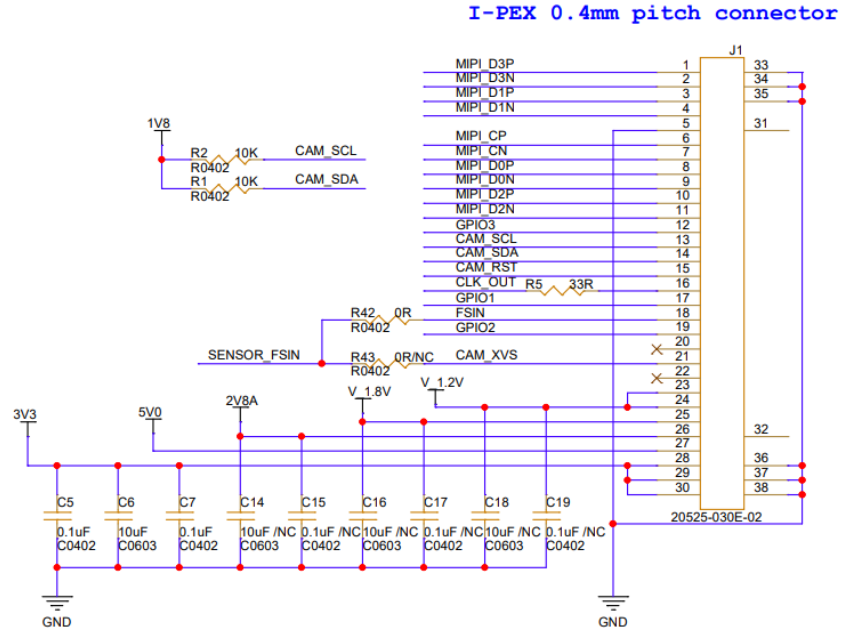 I-PEX 0.4mm pitch connector
J1
MIPI_D3P 1 33
MIPI_D3N 2 34
MIPI_D1P 3 35
MIPI_D1N 4
5 31
1V8
MIPI_CP 6
R2 10K CAM_SCL
R0402
MIPI_CN 7
MIPI_D0P 8
R1 10K CAM_SDA
R0402
MIPI_D0N 9
MIPI_D2P 10
MIPI_D2N 11
GPIO3 12
CAM_SCL 13
CAM_SDA 14
CAM_RST 15
CLK_OUT R5 33R 16
GPIO1 17
R42 0R FSIN 18
R0402
GPIO2 19
20
SENSOR_FSIN R43 0R/NC CAM_XVS 21
R0402
22
23
V_1.2V
24
V_1.8V
25
2V8A
26 32
5V0
27
3V3
28 36
29 37
30 38
C5 C6 C7 C14 C15 C16 C17 C18 C19
20525-030E-02
0.1uF 10uF 0.1uF 10uF /NC 0.1uF /NC 10uF /NC 0.1uF /NC 10uF /NC 0.1uF /NC
C0402 C0603 C0402 C0603 C0402 C0603 C0402 C0603 C0402
GND GND